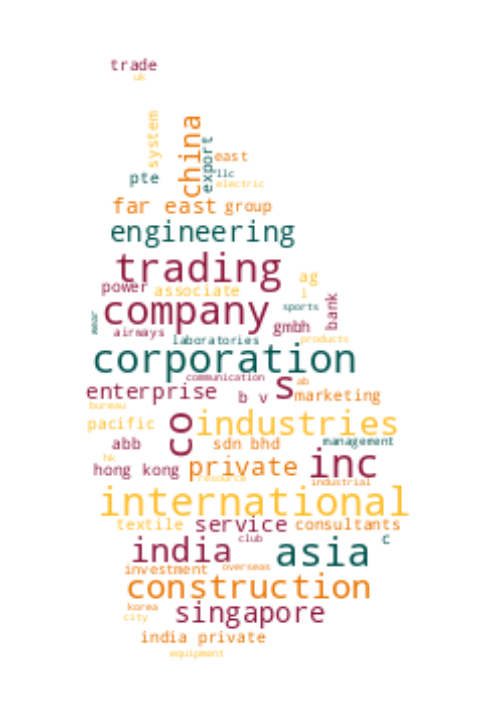 trade
uk
system
china
export
east
llc
pte
electric
far east group
engineering
trading
power associate
ag
l
company
sports
bank
wear
airways
gmbh
laboratories
products
corporation
communication
enterprise
s
ab
b v
marketing
bureau
pacific
co
industries
abb
sdn bhd
management
hk
hong kong
private
inc
resource
industrial
international
textile service consultants
club
c
india
asia
investment
overseas
construction
korea
singapore
city
india private
equipment